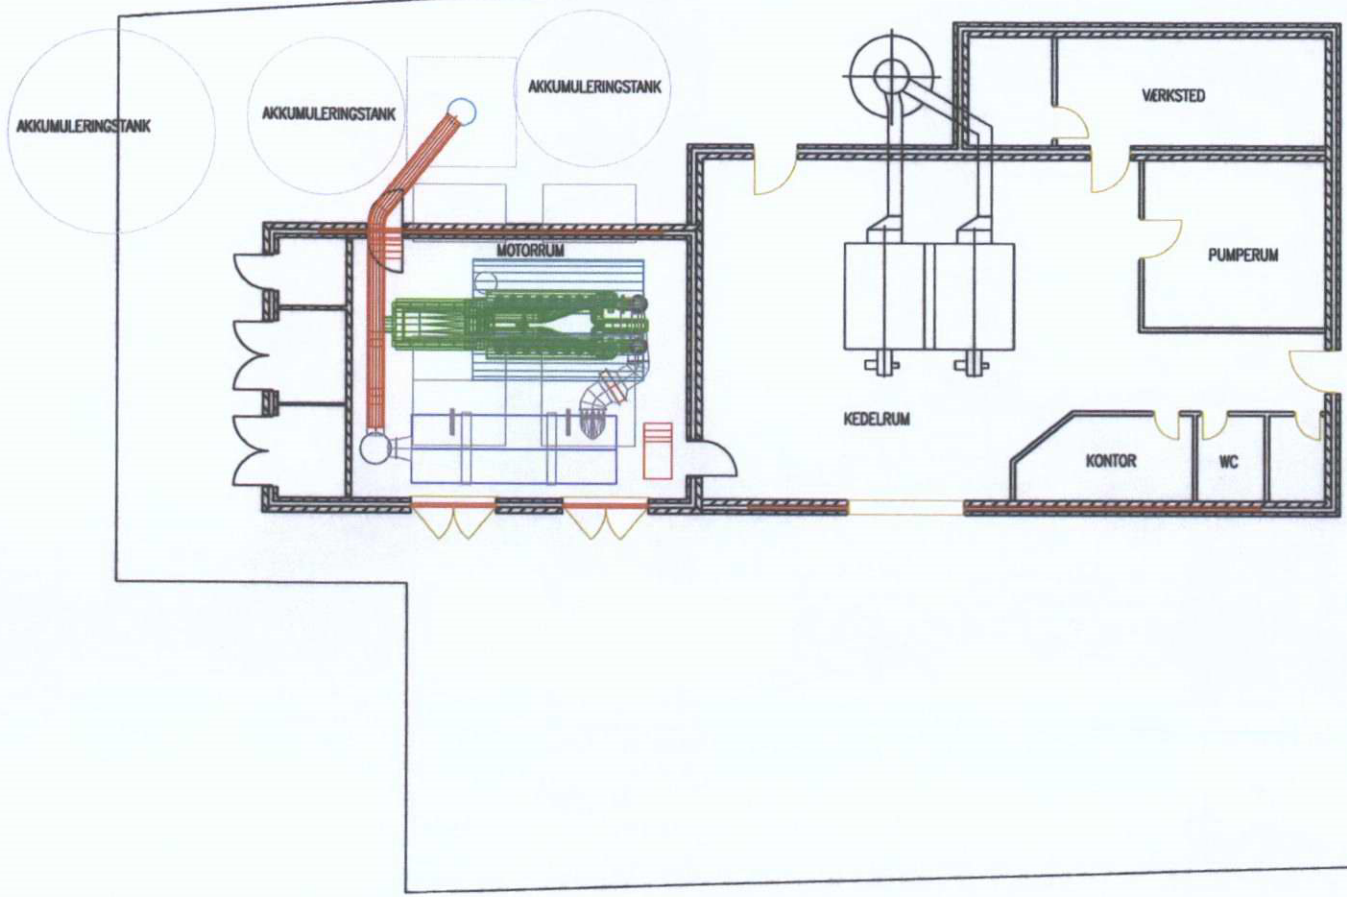 AKKUMULERINGSTANK
AKKUMULERINGSTANK
AKKUMULERINGSTANK
VÆRKSTED
MOTORRUM
PUMPERUM
KEDELRUM
KONTOR
WC